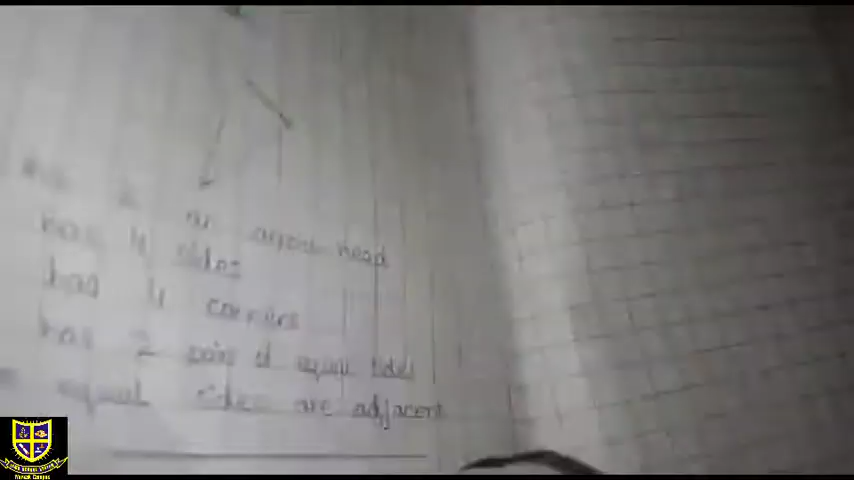 an arrow head
has 4 sides
has 4 corners
has 2 pairs of equal sides
equal sides are adjacent